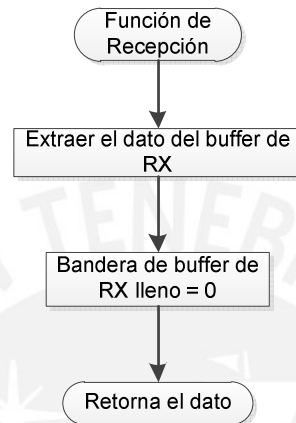 Función de
Recepción
Extraer el dato del buffer de
RX
Bandera de buffer de
RX lleno = 0
Retorna el dato